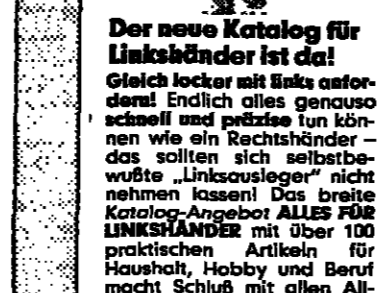 Der neue Katalog für
Linkshänder ist da!
Gleich locker mit links anfor-
dern! Endlich alles genauso
schnell und präzise tun kön-
nen wie ein Rechtshänder –
das sollten sich selbstbe-
wußte „Linksausleger" nicht
nehmen lassen! Das breite
Katalog-Angebot ALLES FÜR
LINKSHÄNDER mit über 100
praktischen Artikeln für
Haushalt, Hobby und Beruf
macht Schluß mit allen All-